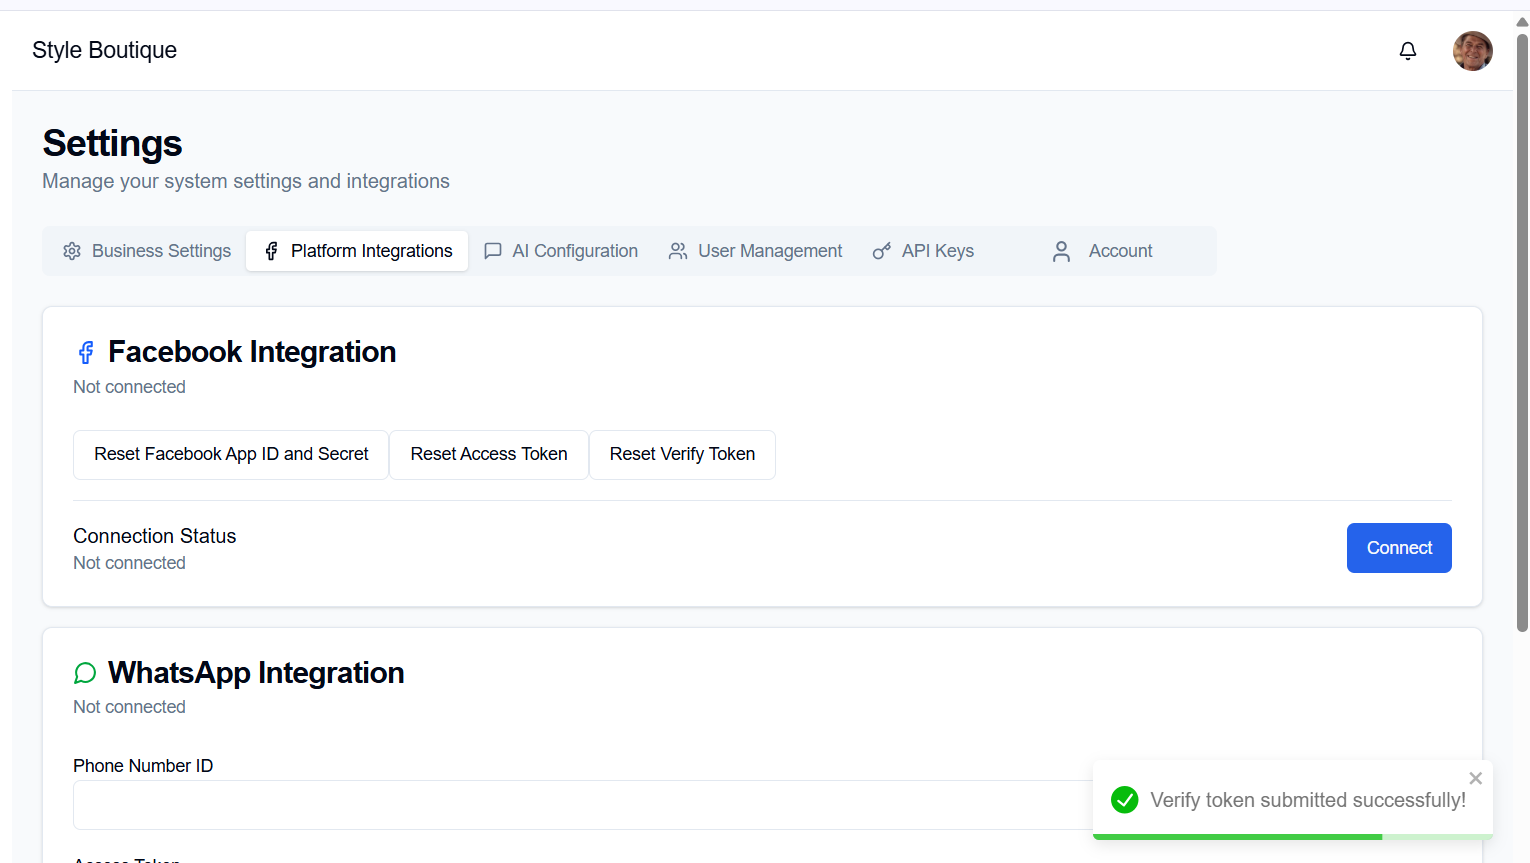 Style Boutique
Settings
Manage your system settings and integrations
Business Settings
Platform Integrations
AI Configuration
User Management
API Keys
Account
Facebook Integration
Not connected
Reset Facebook App ID and Secret
Reset Access Token
Reset Verify Token
Connection Status
Not connected
Connect
WhatsApp Integration
Not connected
Phone Number ID
Verify token submitted successfully!
Access Token